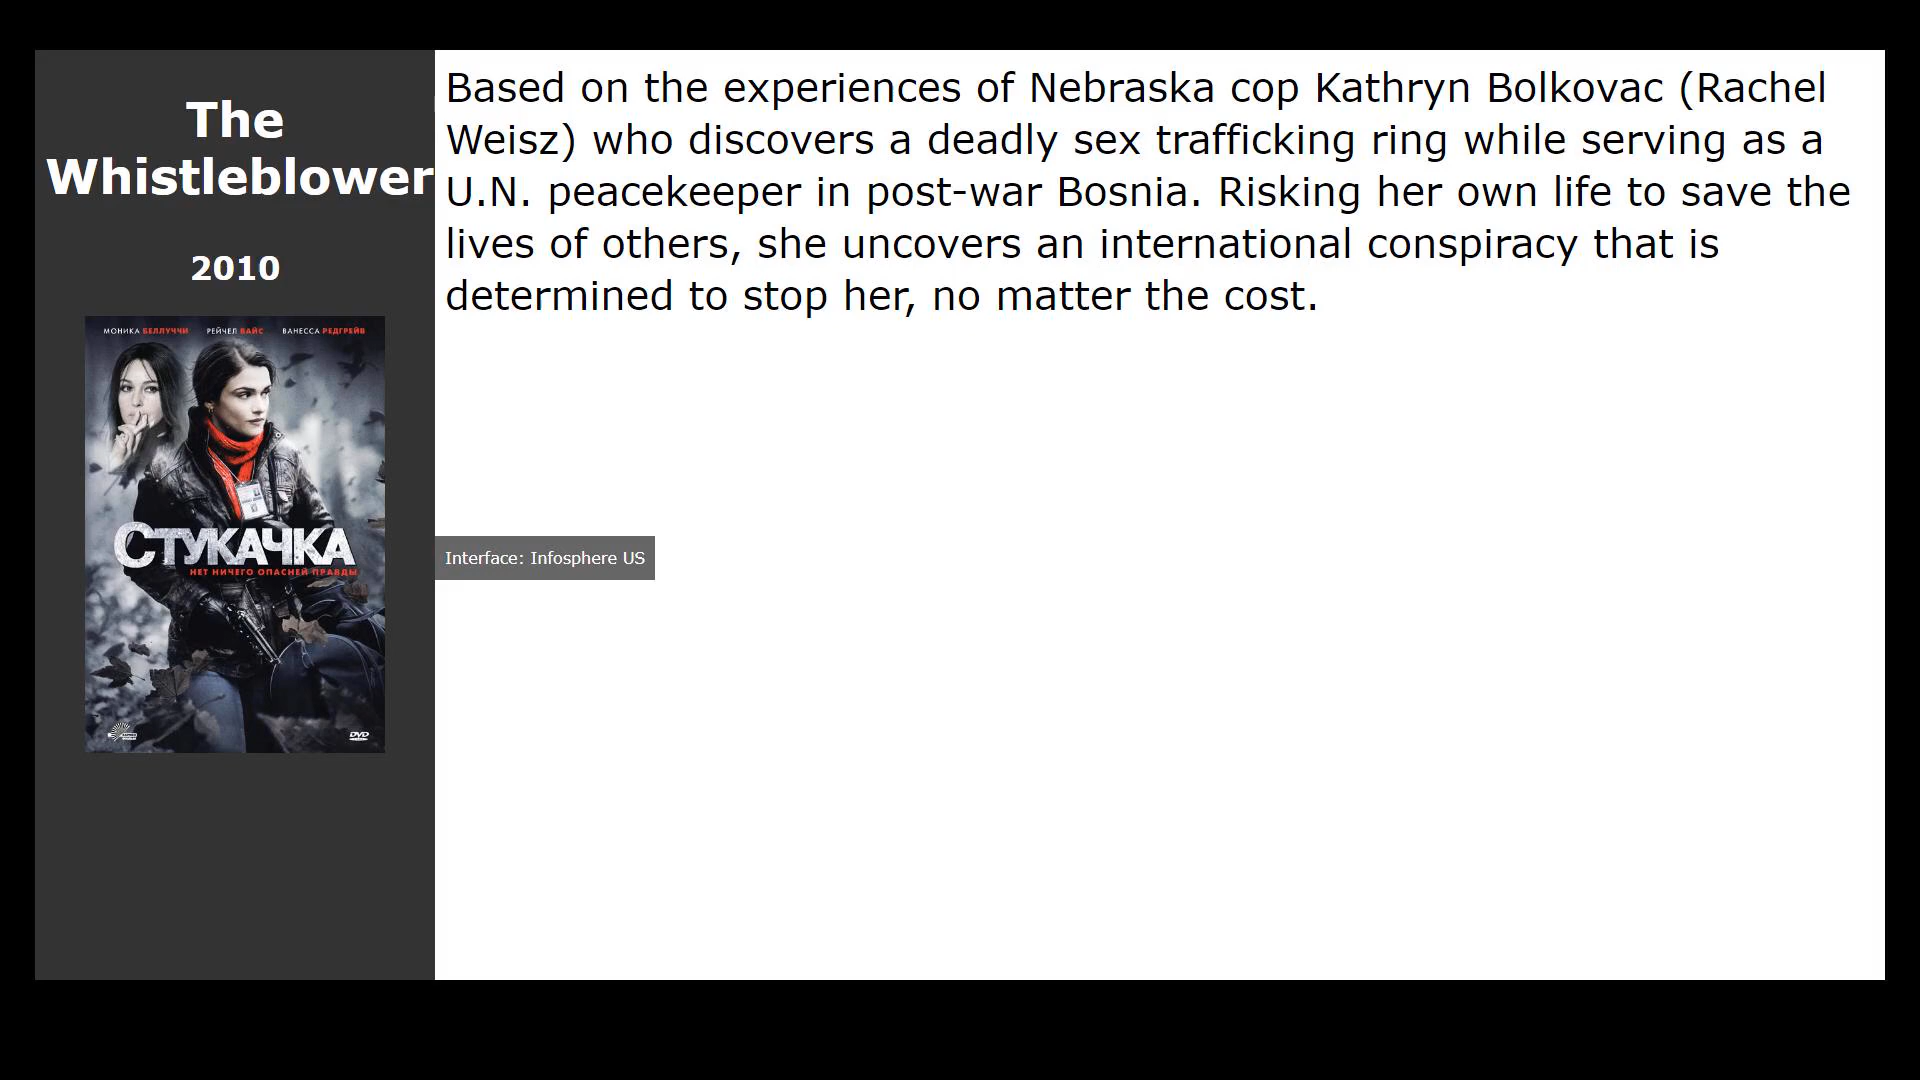 The
Whistleblower
2010
МОНИКА БЕЛЛУЧЧИ РЕЙЧЕЛ ВАЙС ВАНЕССА РЕДГРЕЙВ
СТУКАЧКА
НЕТ НИЧЕГО ОПАСНЕЙ ПРАВДЫ
DVD
Based on the experiences of Nebraska cop Kathryn Bolkovac (Rachel
Weisz) who discovers a deadly sex trafficking ring while serving as a
U.N. peacekeeper in post-war Bosnia. Risking her own life to save the
lives of others, she uncovers an international conspiracy that is
determined to stop her, no matter the cost.
Interface: Infosphere US